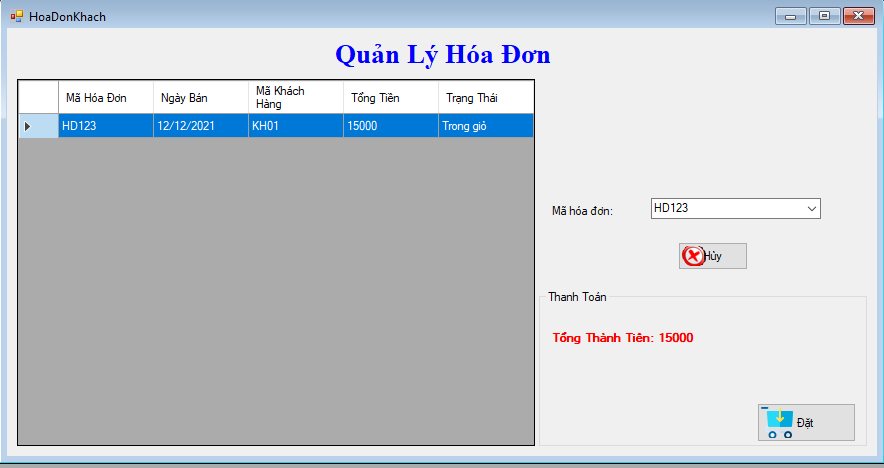 HoaDonKhach
Quản Lý Hóa Đơn
Mã Hóa Đơn Ngày Bán Mã Khách Hàng Tổng Tiền Trạng Thái
HD123 12/12/2021 KH01 15000 Trong giỏ
Mã hóa đơn: HD123
Hủy
Thanh Toán
Tổng Thành Tiền: 15000
Đặt